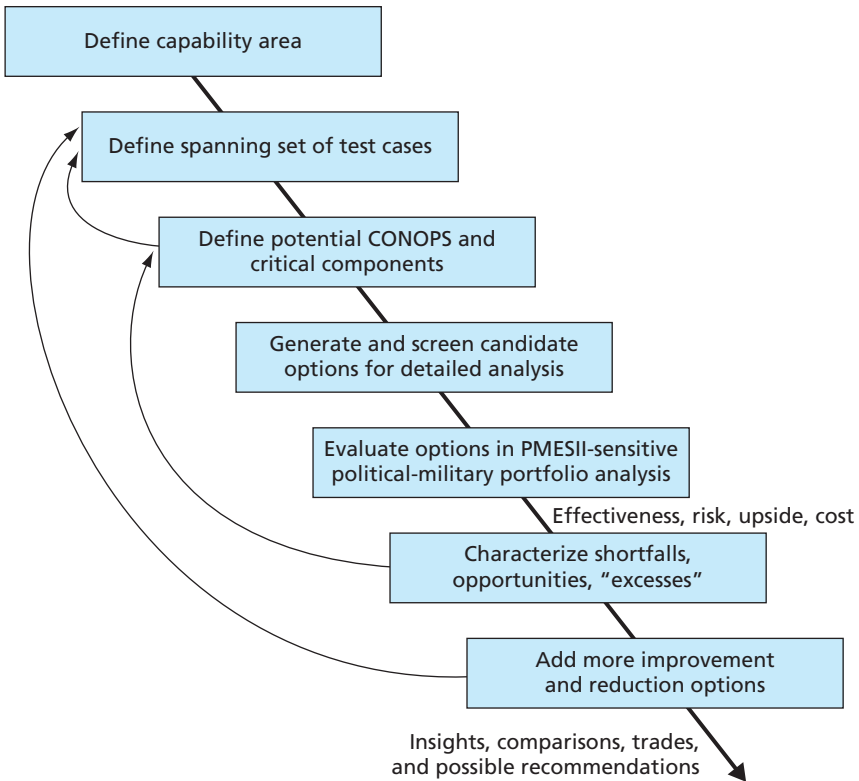 Define capability area
Define spanning set of test cases
Define potential CONOPS and
critical components
Generate and screen candidate
options for detailed analysis
Evaluate options in PMESII-sensitive
political-military portfolio analysis
Effectiveness, risk, upside, cost
Characterize shortfalls,
opportunities, “excesses”
Add more improvement
and reduction options
Insights, comparisons, trades,
and possible recommendations